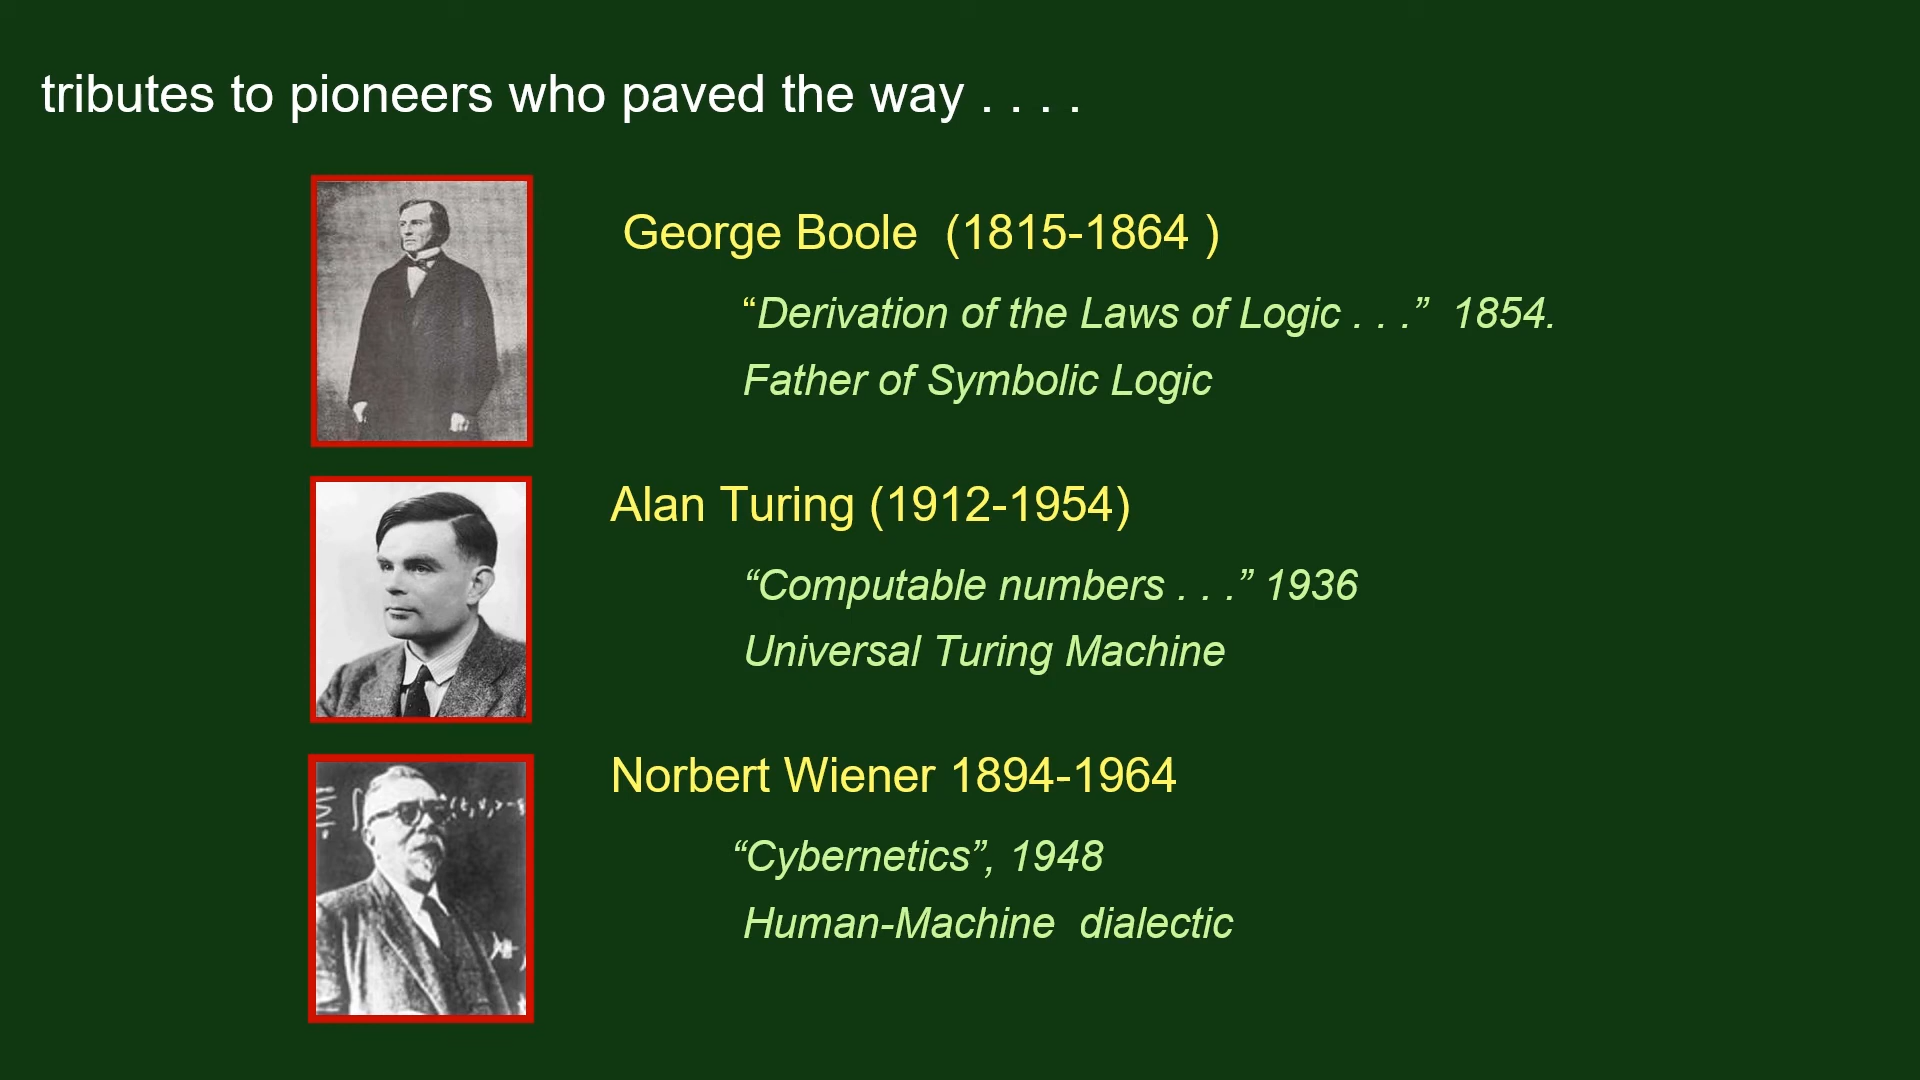 tributes to pioneers who paved the way . . . .
George Boole  (1815-1864 )
“Derivation of the Laws of Logic . . .”  1854.
Father of Symbolic Logic
Alan Turing (1912-1954)
“Computable numbers . . .” 1936
Universal Turing Machine
Norbert Wiener 1894-1964
“Cybernetics”, 1948
Human-Machine  dialectic